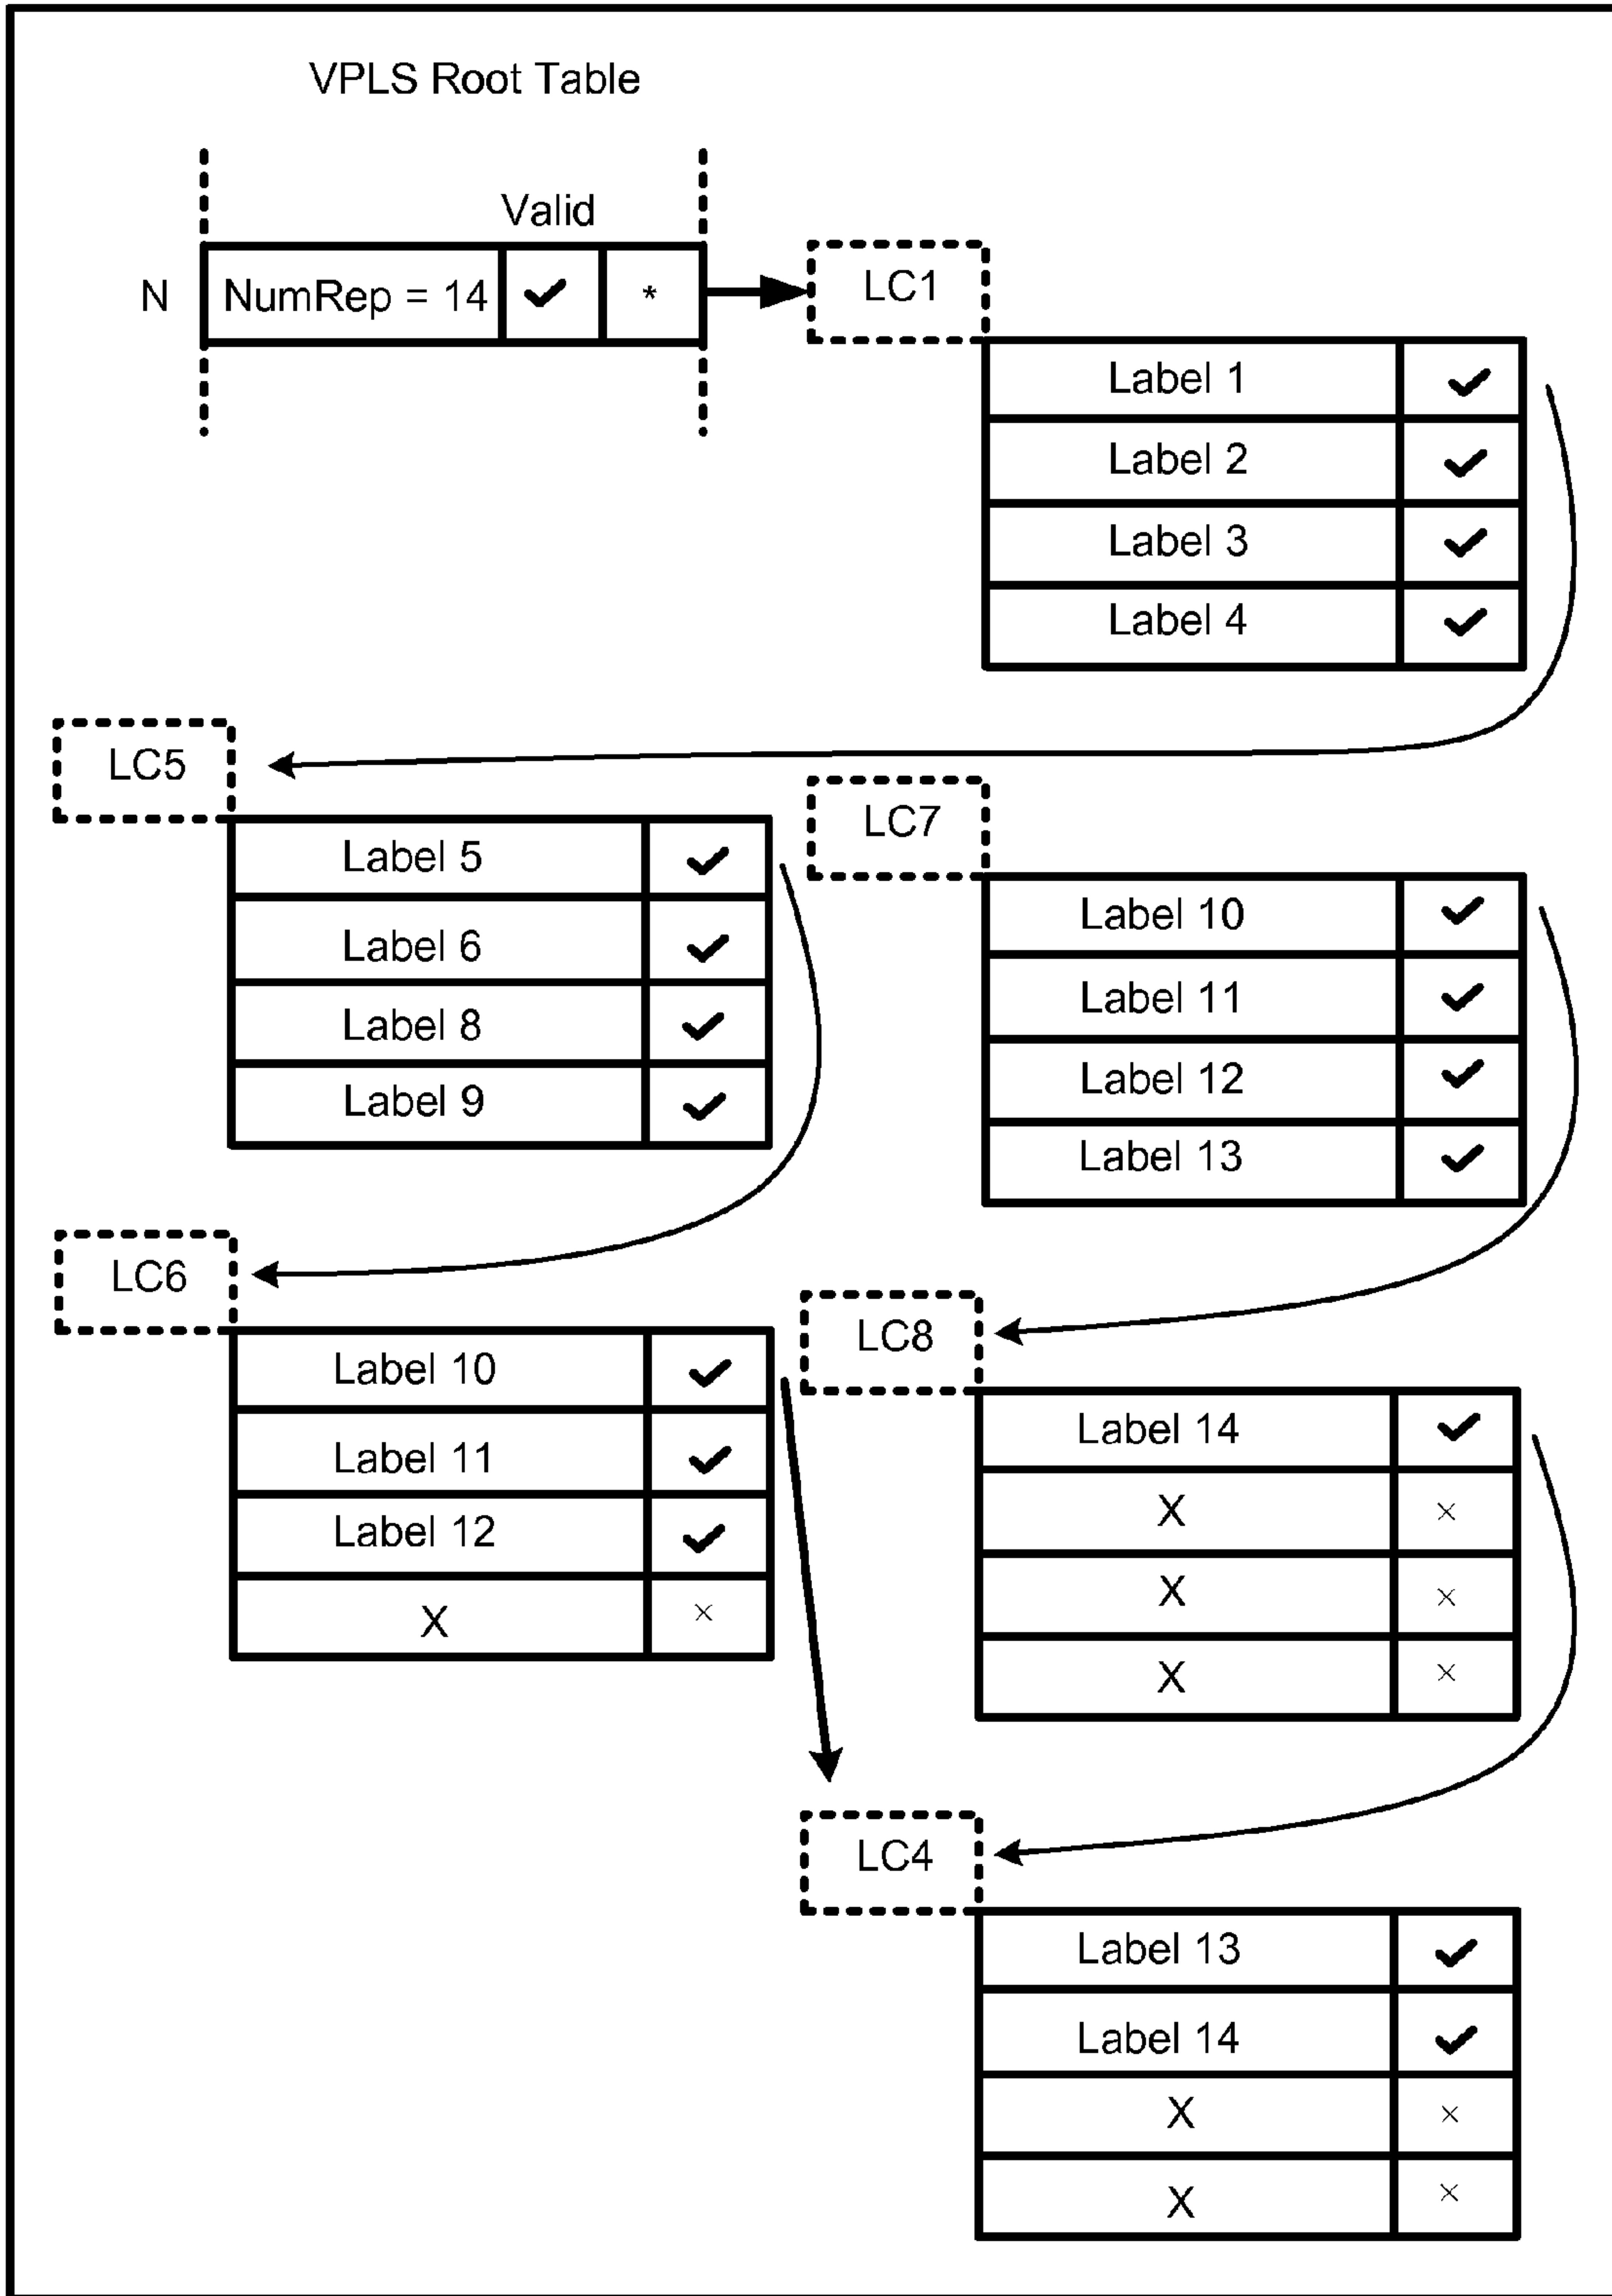 VPLS Root Table
Valid
N
NumRep = 14
*
LC1
Label 1
Label 2
Label 3
Label 4
LC5
Label 5
Label 6
Label 8
Label 9
LC7
Label 10
Label 11
Label 12
Label 13
LC6
Label 10
Label 11
Label 12
X
×
LC8
Label 14
X
×
X
×
X
×
LC4
Label 13
Label 14
X
×
X
×